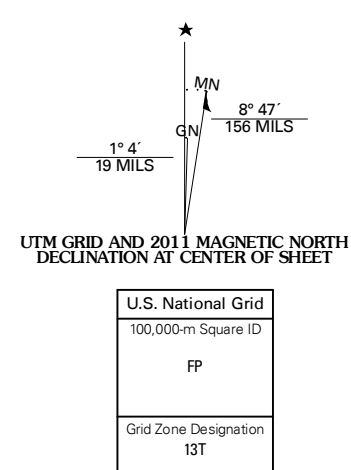 ★
MN
8° 47´
156 MILS
GN
1° 4´
19 MILS
UTM GRID AND 2011 MAGNETIC NORTH
DECLINATION AT CENTER OF SHEET
U.S. National Grid
100,000-m Square ID
FP
Grid Zone Designation
13T